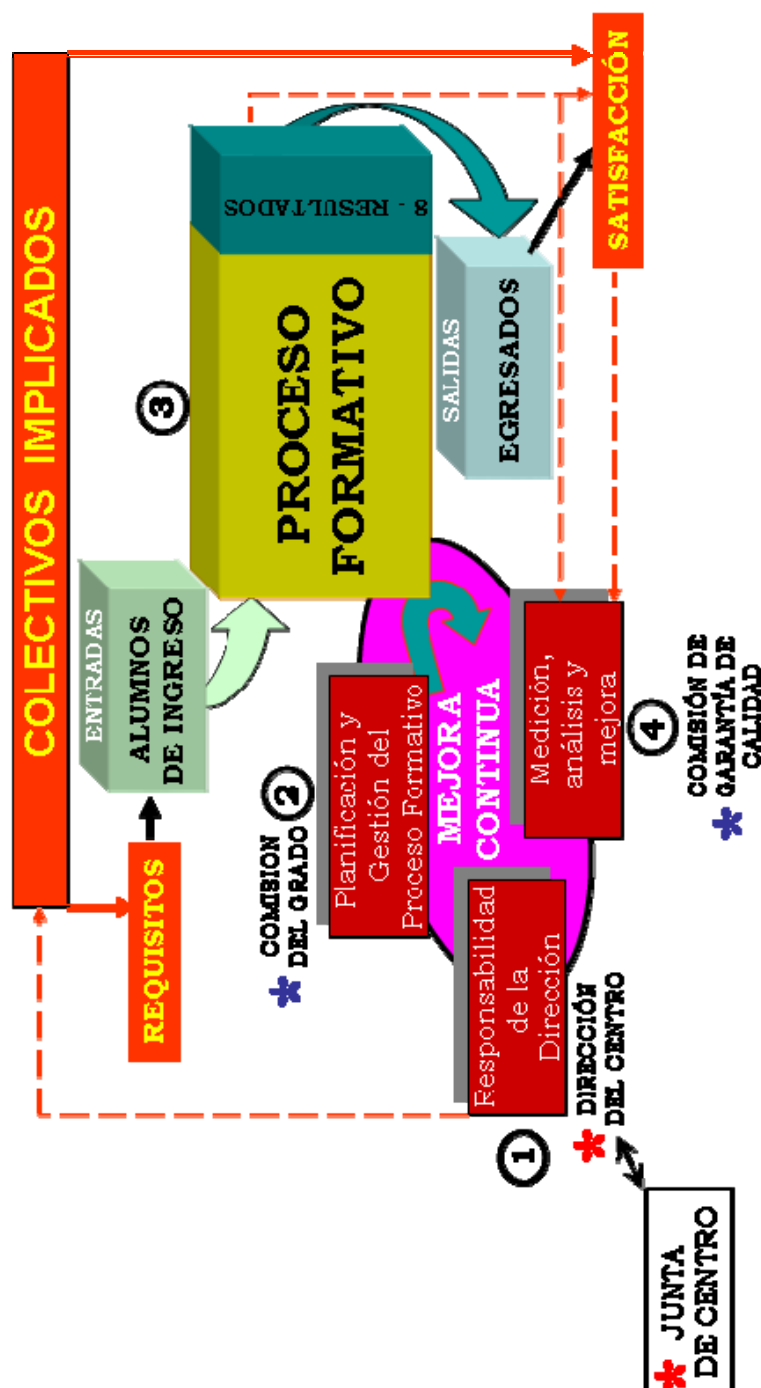 COLECTIVOS IMPLICADOS
REQUISITOS
ENTRADAS
ALUMNOS
DE INGRESO
3
PROCESO
FORMATIVO
8 - RESULTADOS
SALIDAS
EGRESADOS
SATISFACCIÓN
COMISION
DEL GRADO
2
Planificación y
Gestión del
Proceso Formativo
MEJORA
CONTINUA
Responsabilidad
de la
Dirección
1
DIRECCIÓN
DEL CENTRO
Medición,
análisis y
mejora
4
COMISIÓN DE
GARANTÍA DE
CALIDAD
JUNTA
DE CENTRO